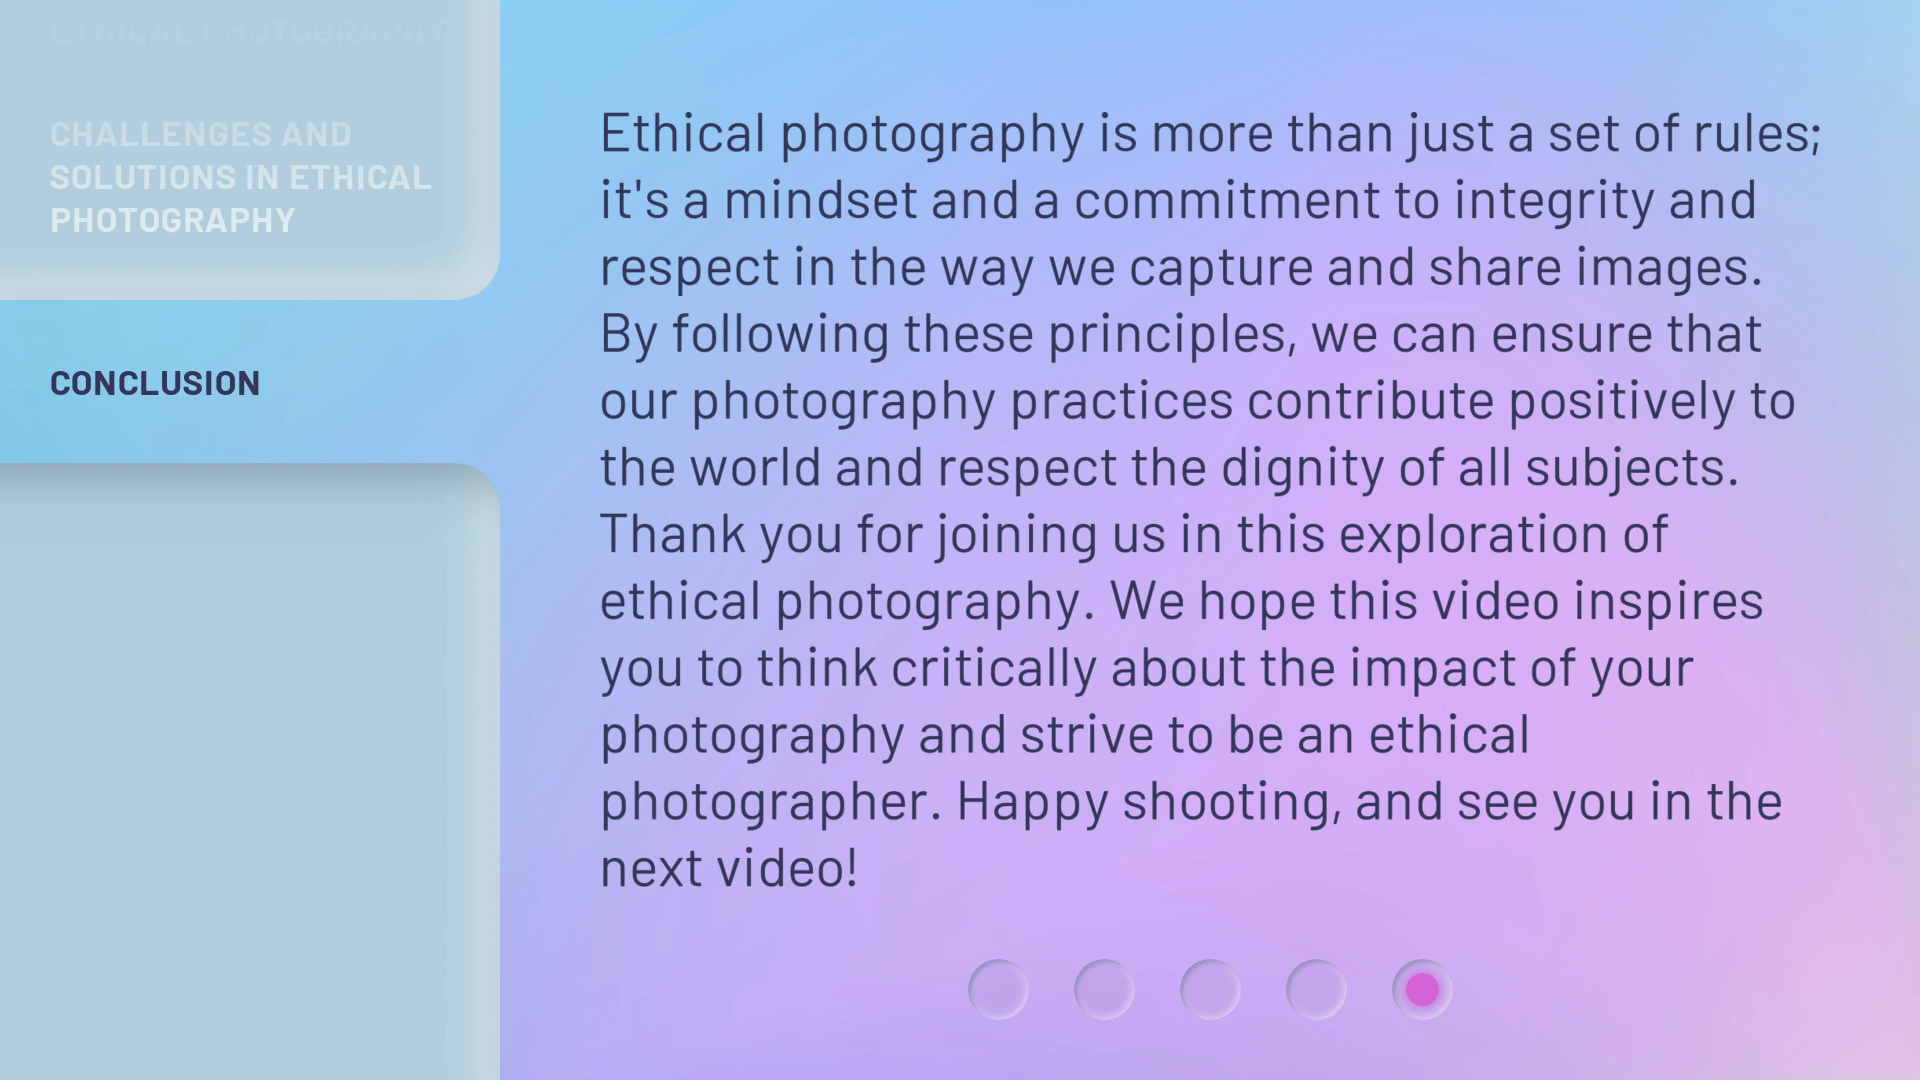 ETHICAL PHOTOGRAPHY
CHALLENGES AND
SOLUTIONS IN ETHICAL
PHOTOGRAPHY
CONCLUSION
Ethical photography is more than just a set of rules;
it's a mindset and a commitment to integrity and
respect in the way we capture and share images.
By following these principles, we can ensure that
our photography practices contribute positively to
the world and respect the dignity of all subjects.
Thank you for joining us in this exploration of
ethical photography. We hope this video inspires
you to think critically about the impact of your
photography and strive to be an ethical
photographer. Happy shooting, and see you in the
next video!